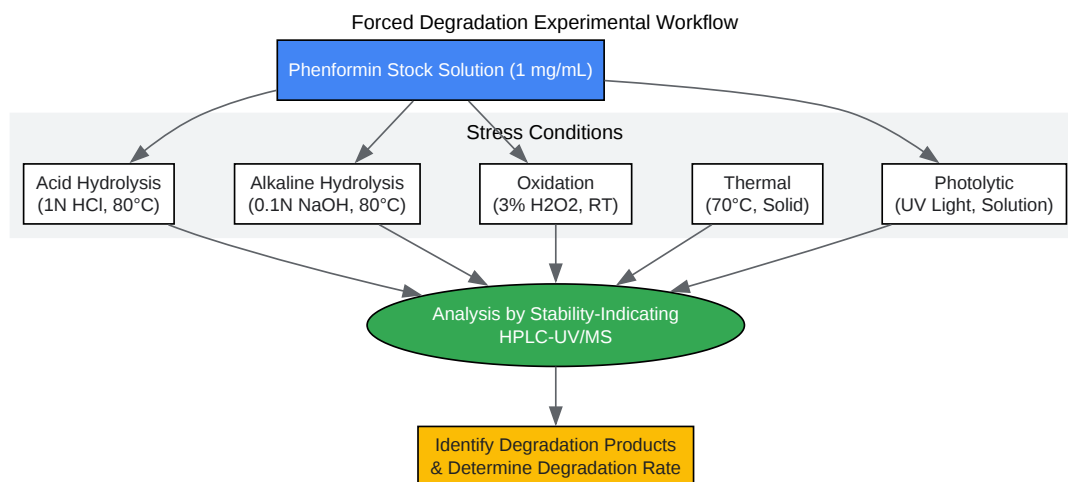 Forced Degradation Experimental Workflow
Phenformin Stock Solution (1 mg/mL)
Stress Conditions
Acid Hydrolysis
(1N HCl, 80°C)
Alkaline Hydrolysis
(0.1N NaOH, 80°C)
Oxidation
(3% H2O2, RT)
Thermal
(70°C, Solid)
Photolytic
(UV Light, Solution)
Analysis by Stability-Indicating
HPLC-UV/MS
Identify Degradation Products
& Determine Degradation Rate